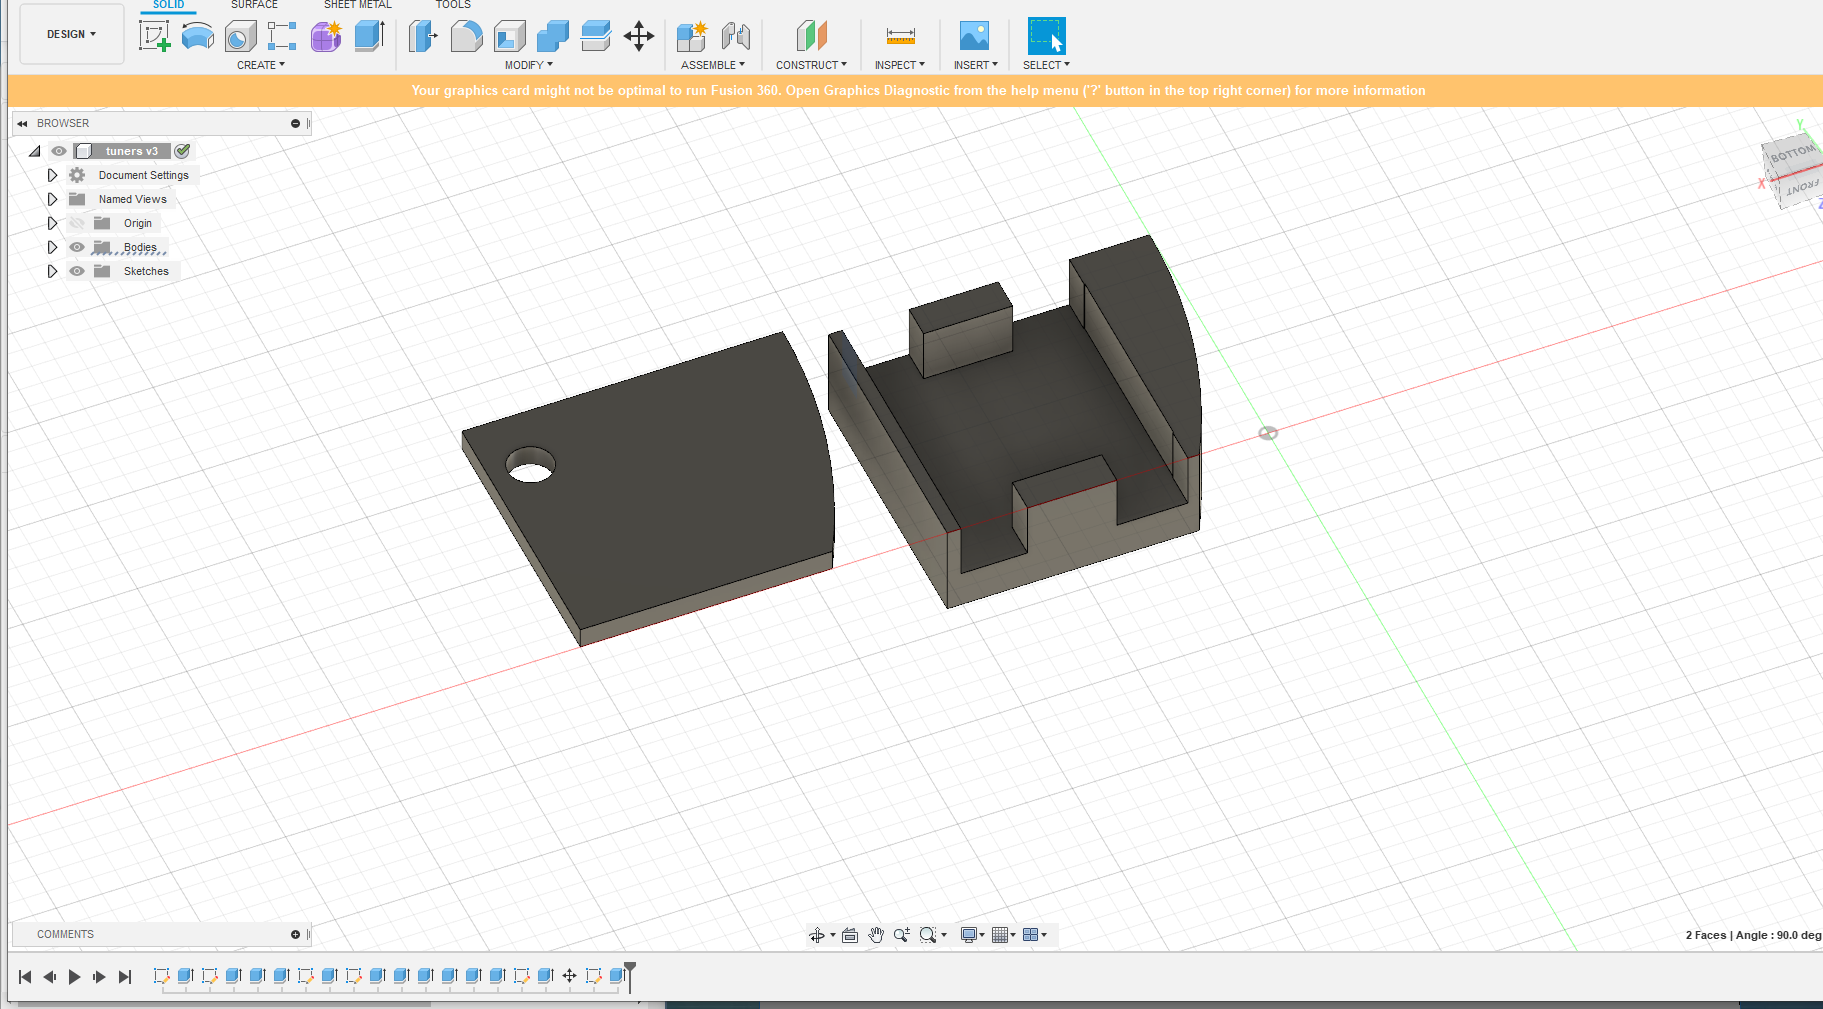 SOLID SURFACE SHEET METAL TOOLS
DESIGN
CREATE MODIFY ASSEMBLE CONSTRUCT INSPECT INSERT SELECT
Your graphics card might not be optimal to run Fusion 360. Open Graphics Diagnostic from the help menu ('?' button in the top right corner) for more information
BROWSER
tuners v3
Document Settings
Named Views
Origin
Bodies
Sketches
Y
BOTTOM
X
FRONT
Z
COMMENTS
2 Faces | Angle : 90.0 deg